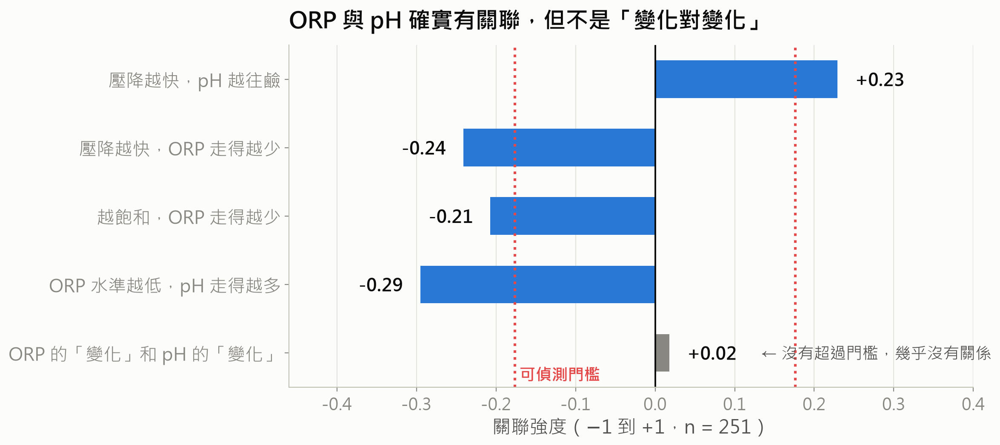 ORP 與 pH 確實有關聯，但不是「變化對變化」
壓降越快，pH 越往鹼
+0.23
壓降越快，ORP 走得越少
-0.24
越飽和，ORP 走得越少
-0.21
ORP 水準越低，pH 走得越多
-0.29
ORP 的「變化」和 pH 的「變化」
+0.02
← 沒有超過門檻，幾乎沒有關係
可偵測門檻
-0.4
-0.3
-0.2
-0.1
0.0
0.1
0.2
0.3
0.4
關聯強度（−1 到 +1，n = 251）